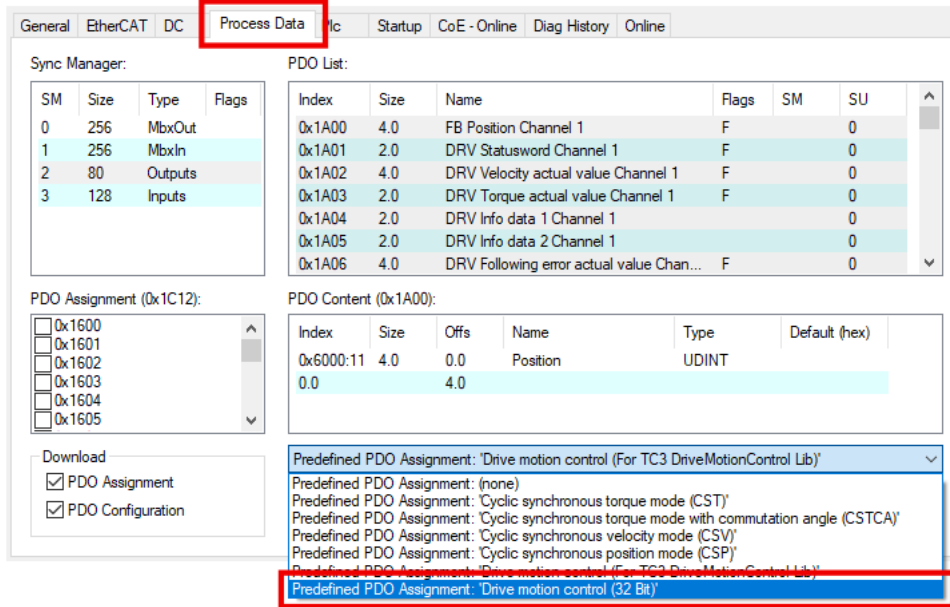 General EtherCAT DC Process Data Plc Startup CoE - Online Diag History Online
Sync Manager:
SM Size Type Flags
0 256 MbxOut
1 256 MbxIn
2 80 Outputs
3 128 Inputs
PDO List:
Index Size Name Flags SM SU
0x1A00 4.0 FB Position Channel 1 F 0
0x1A01 2.0 DRV Statusword Channel 1 F 0
0x1A02 4.0 DRV Velocity actual value Channel 1 F 0
0x1A03 2.0 DRV Torque actual value Channel 1 F 0
0x1A04 2.0 DRV Info data 1 Channel 1 0
0x1A05 2.0 DRV Info data 2 Channel 1 0
0x1A06 4.0 DRV Following error actual value Chan... F 0
PDO Assignment (0x1C12):
0x1600
0x1601
0x1602
0x1603
0x1604
0x1605
PDO Content (0x1A00):
Index Size Offs Name Type Default (hex)
0x6000:11 4.0 0.0 Position UDINT
0.0 4.0
Download
PDO Assignment
PDO Configuration
Predefined PDO Assignment: 'Drive motion control (For TC3 DriveMotionControl Lib)'
Predefined PDO Assignment: (none)
Predefined PDO Assignment: 'Cyclic synchronous torque mode (CST)'
Predefined PDO Assignment: 'Cyclic synchronous torque mode with commutation angle (CSTCA)'
Predefined PDO Assignment: 'Cyclic synchronous velocity mode (CSV)'
Predefined PDO Assignment: 'Cyclic synchronous position mode (CSP)'
Predefined PDO Assignment: 'Drive motion control (For TC3 DriveMotionControl Lib)'
Predefined PDO Assignment: 'Drive motion control (32 Bit)'